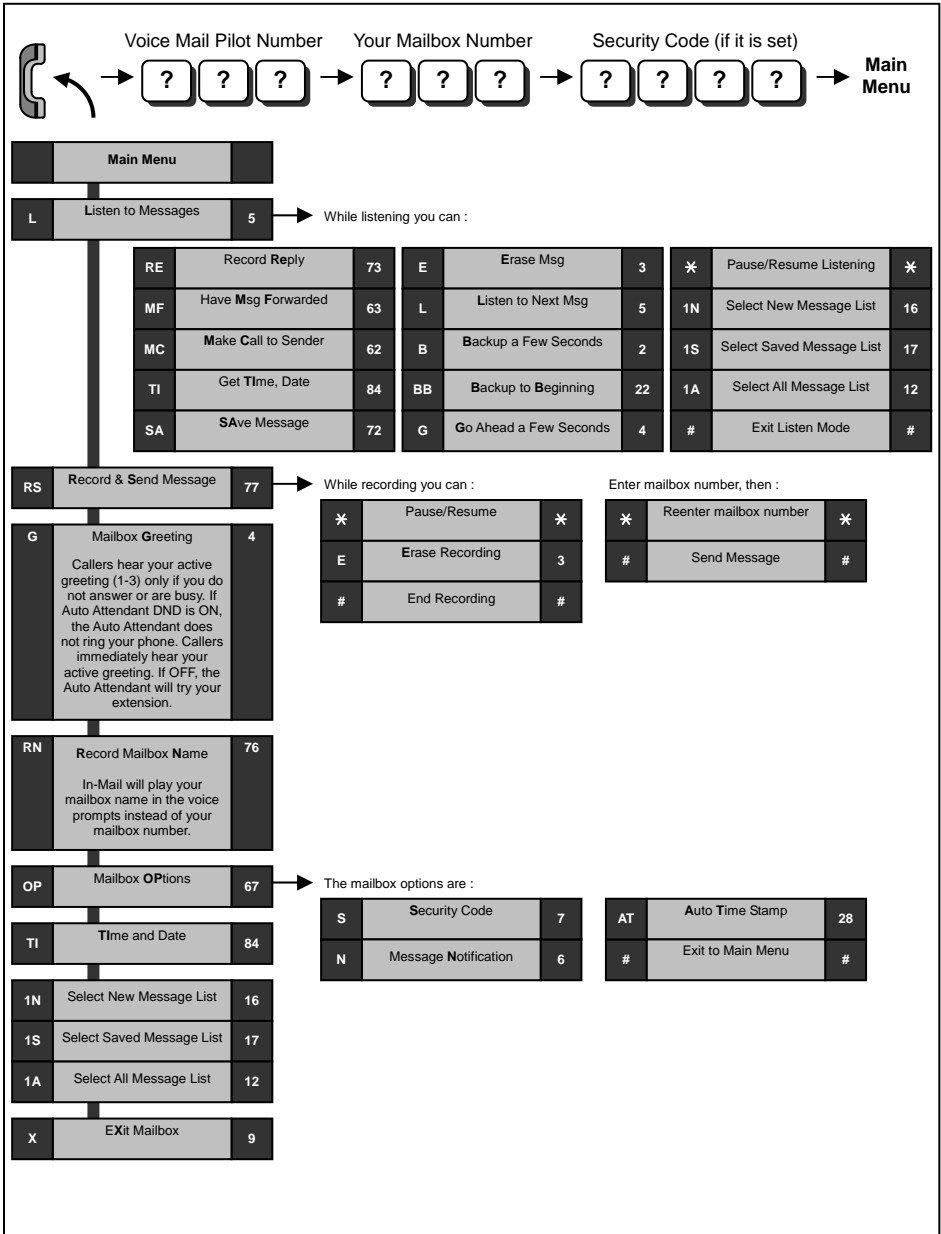 Voice Mail Pilot Number Your Mailbox Number Security Code (if it is set)
? ? ? ? ? ? ? ? ? ? Main
Menu
Main Menu
L Listen to Messages 5 While listening you can :
RE Record Reply 73 E Erase Msg 3 * Pause/Resume Listening *
MF Have Msg Forwarded 63 L Listen to Next Msg 5 1N Select New Message List 16
MC Make Call to Sender 62 B Backup a Few Seconds 2 1S Select Saved Message List 17
TI Get TIme, Date 84 BB Backup to Beginning 22 1A Select All Message List 12
SA SAve Message 72 G Go Ahead a Few Seconds 4 # Exit Listen Mode #
RS Record & Send Message 77 While recording you can : Enter mailbox number, then :
* Pause/Resume * * Reenter mailbox number *
E Erase Recording 3 # Send Message #
# End Recording #
G Mailbox Greeting 4
Callers hear your active
greeting (1-3) only if you do
not answer or are busy. If
Auto Attendant DND is ON,
the Auto Attendant does
not ring your phone. Callers
immediately hear your
active greeting. If OFF, the
Auto Attendant will try your
extension.
RN Record Mailbox Name 76
In-Mail will play your
mailbox name in the voice
prompts instead of your
mailbox number.
OP Mailbox OPtions 67 The mailbox options are :
S Security Code 7 AT Auto Time Stamp 28
N Message Notification 6 # Exit to Main Menu #
TI TIme and Date 84
1N Select New Message List 16
1S Select Saved Message List 17
1A Select All Message List 12
X EXit Mailbox 9